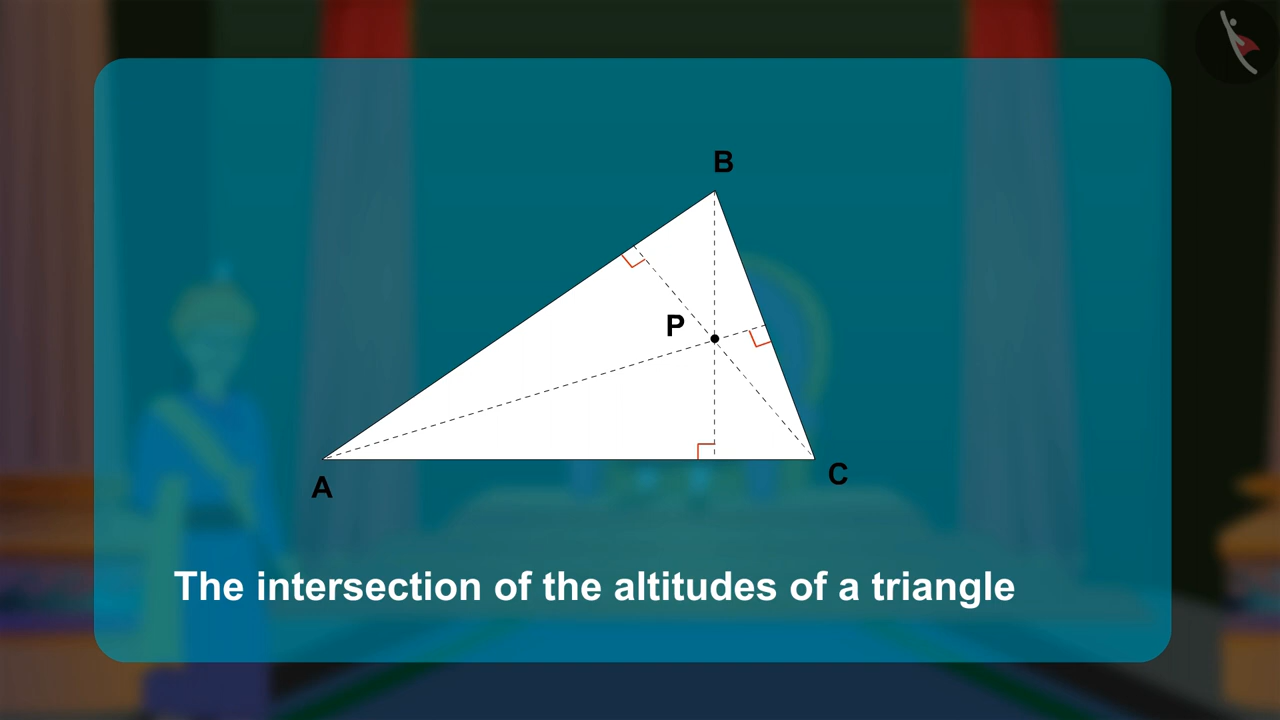 B
P
A
C
The intersection of the altitudes of a triangle